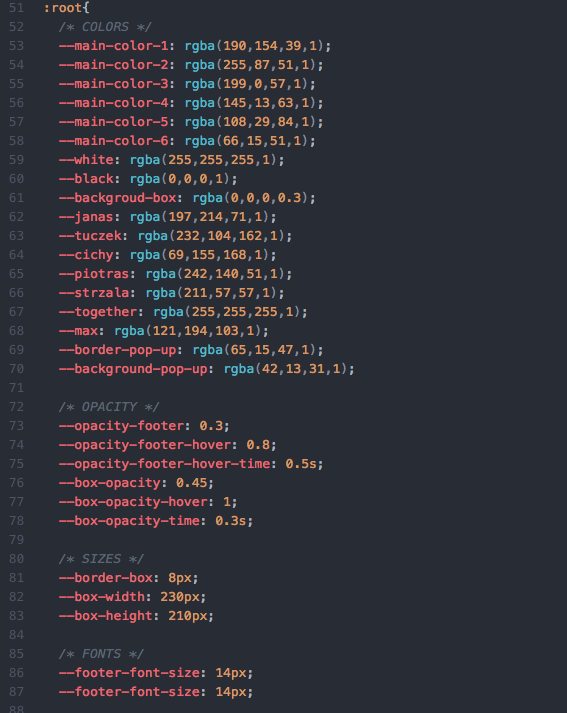 51 :root{
52 /* COLORS */
53 --main-color-1: rgba(190,154,39,1);
54 --main-color-2: rgba(255,87,51,1);
55 --main-color-3: rgba(199,0,57,1);
56 --main-color-4: rgba(145,13,63,1);
57 --main-color-5: rgba(108,29,84,1);
58 --main-color-6: rgba(66,15,51,1);
59 --white: rgba(255,255,255,1);
60 --black: rgba(0,0,0,1);
61 --backgroud-box: rgba(0,0,0,0.3);
62 --janas: rgba(197,214,71,1);
63 --tuczek: rgba(232,104,162,1);
64 --cichy: rgba(69,155,168,1);
65 --piotras: rgba(242,140,51,1);
66 --strzala: rgba(211,57,57,1);
67 --together: rgba(255,255,255,1);
68 --max: rgba(121,194,103,1);
69 --border-pop-up: rgba(65,15,47,1);
70 --background-pop-up: rgba(42,13,31,1);
71
72 /* OPACITY */
73 --opacity-footer: 0.3;
74 --opacity-footer-hover: 0.8;
75 --opacity-footer-hover-time: 0.5s;
76 --box-opacity: 0.45;
77 --box-opacity-hover: 1;
78 --box-opacity-time: 0.3s;
79
80 /* SIZES */
81 --border-box: 8px;
82 --box-width: 230px;
83 --box-height: 210px;
84
85 /* FONTS */
86 --footer-font-size: 14px;
87 --footer-font-size: 14px;
88